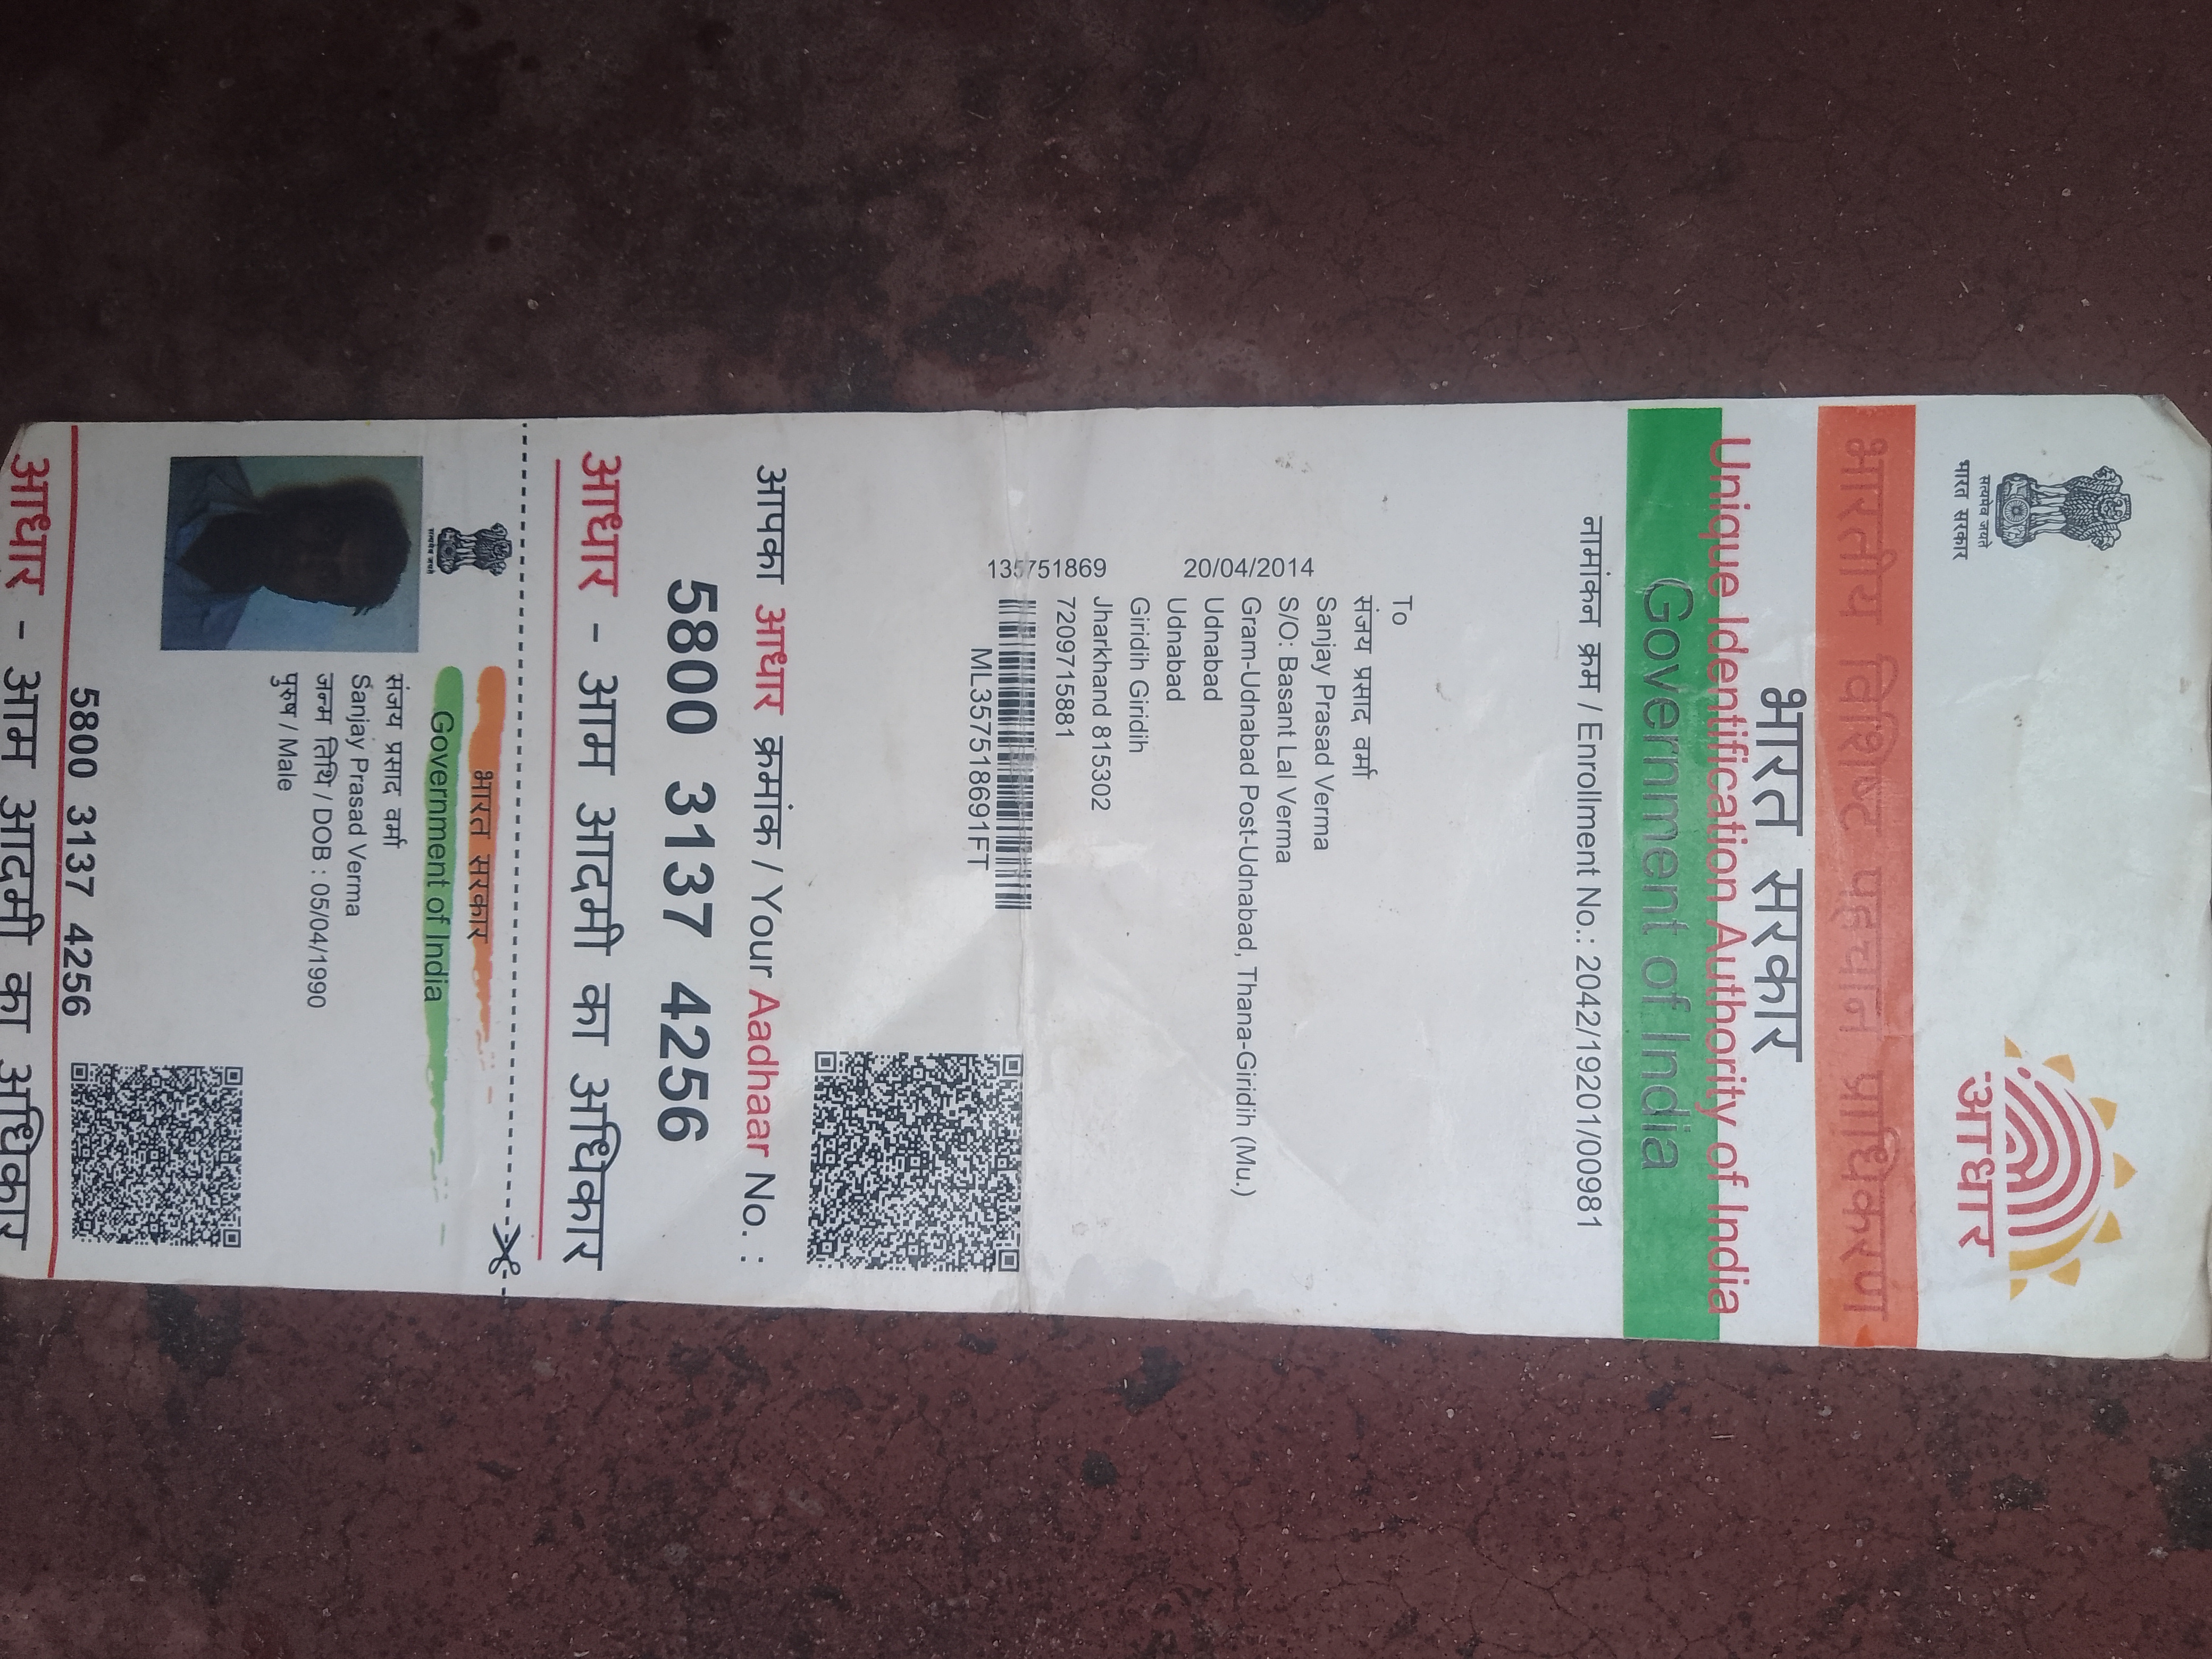 भारत सरकार
सत्यमेव जयते
आधार
भारतीय विशिष्ट पहचान प्राधिकरण
भारत सरकार
Unique Identification Authority of India
Government of India
नामांकन क्रम / Enrollment No.: 2042/19201/00981
To
संजय प्रसाद वर्मा
Sanjay Prasad Verma
S/O: Basant Lal Verma
Gram-Udnabad Post-Udnabad, Thana-Giridih (Mu.)
Udnabad
Udnabad
Giridih Giridih
Jharkhand 815302
7209715881
20/04/2014
135751869
ML357518691FT
आपका आधार क्रमांक / Your Aadhaar No. :
5800 3137 4256
आधार - आम आदमी का अधिकार
सत्यमेव जयते
भारत सरकार
Government of India
संजय प्रसाद वर्मा
Sanjay Prasad Verma
जन्म तिथि / DOB : 05/04/1990
पुरुष / Male
5800 3137 4256
आधार - आम आदमी का अधिकार